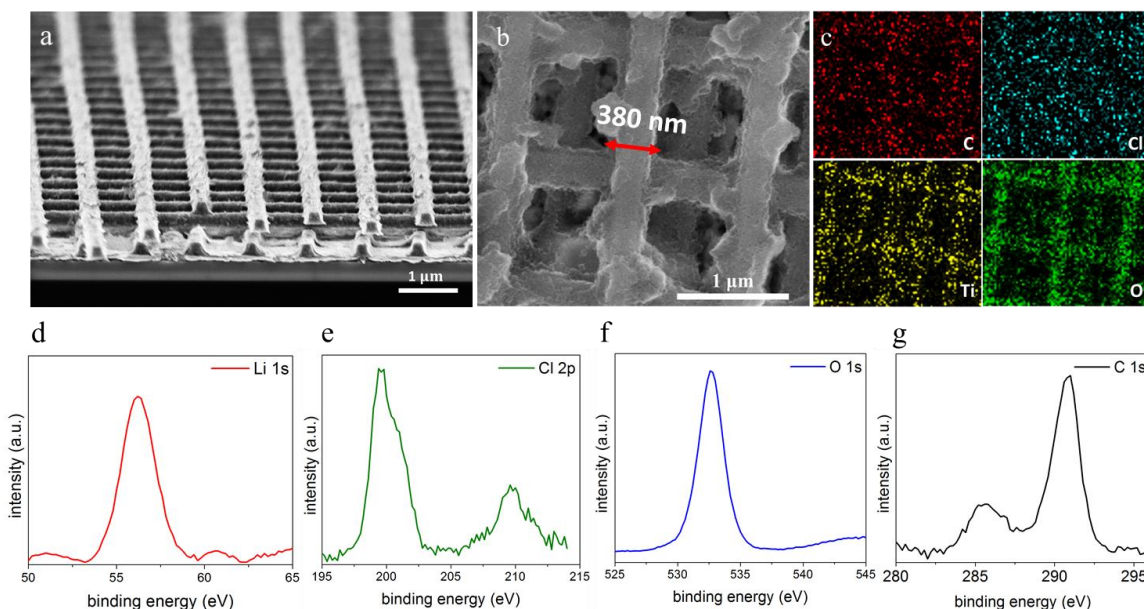 a
1 μm
b
380 nm
1 μm
c
C
Cl
Ti
O
d
Li 1s
intensity (a.u.)
50 55 60 65
binding energy (eV)
e
Cl 2p
intensity (a.u.)
195 200 205 210 215
binding energy (eV)
f
O 1s
intensity (a.u.)
525 530 535 540 545
binding energy (eV)
g
C 1s
intensity (a.u.)
280 285 290 295
binding energy (eV)